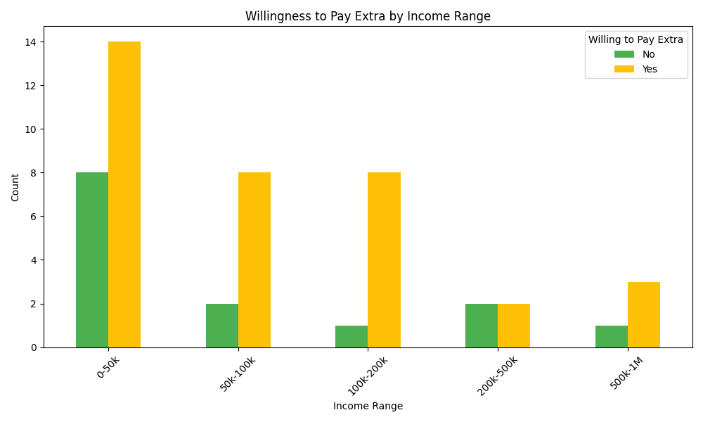 Willingness to Pay Extra by Income Range
Willing to Pay Extra
No
Yes
Count
14
12
10
8
6
4
2
0
0-50k
50k-100k
100k-200k
200k-500k
500k-1M
Income Range